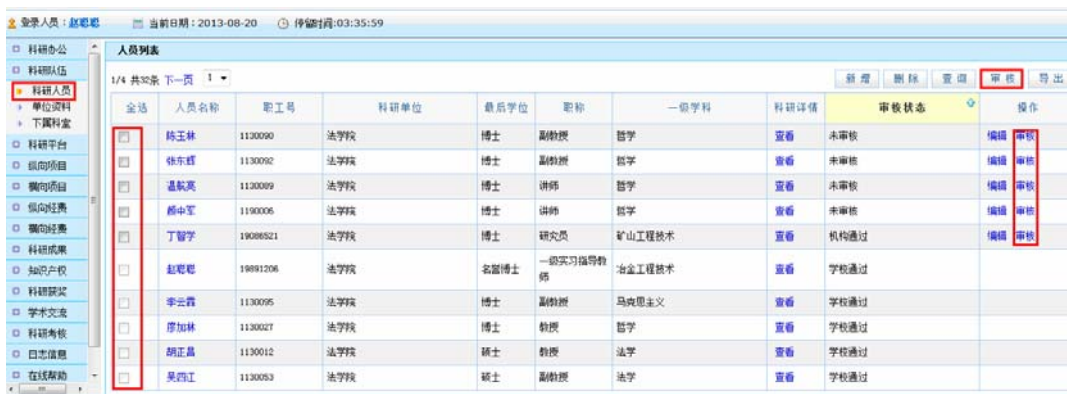 登录人员：赵聪聪 当前日期：2013-08-20 停留时间:03:35:59
科研办公
科研队伍
科研人员
单位资料
下属科室
科研平台
纵向项目
横向项目
纵向经费
横向经费
科研成果
知识产权
科研获奖
学术交流
科研考核
日志信息
在线帮助
人员列表
1/4 共32条 下一页 1 新增 删除 查询 审核 导出
全选 人员名称 职工号 科研单位 最后学位 职称 一级学科 科研详情 审核状态 操作
陈玉林 1130090 法学院 博士 副教授 哲学 查看 未审核 编辑 审核
张东辉 1130092 法学院 博士 副教授 哲学 查看 未审核 编辑 审核
温航亮 1130089 法学院 博士 讲师 哲学 查看 未审核 编辑 审核
颜中军 1190006 法学院 博士 讲师 哲学 查看 未审核 编辑 审核
丁智学 19086521 法学院 博士 研究员 矿山工程技术 查看 机构通过 编辑 审核
赵聪聪 19891206 法学院 名誉博士 一级实习指导教师 冶金工程技术 查看 学校通过
李云霖 1130095 法学院 博士 副教授 马克思主义 查看 学校通过
廖加林 1130027 法学院 博士 教授 哲学 查看 学校通过
胡正昌 1130012 法学院 硕士 教授 法学 查看 学校通过
吴四江 1130053 法学院 硕士 副教授 法学 查看 学校通过